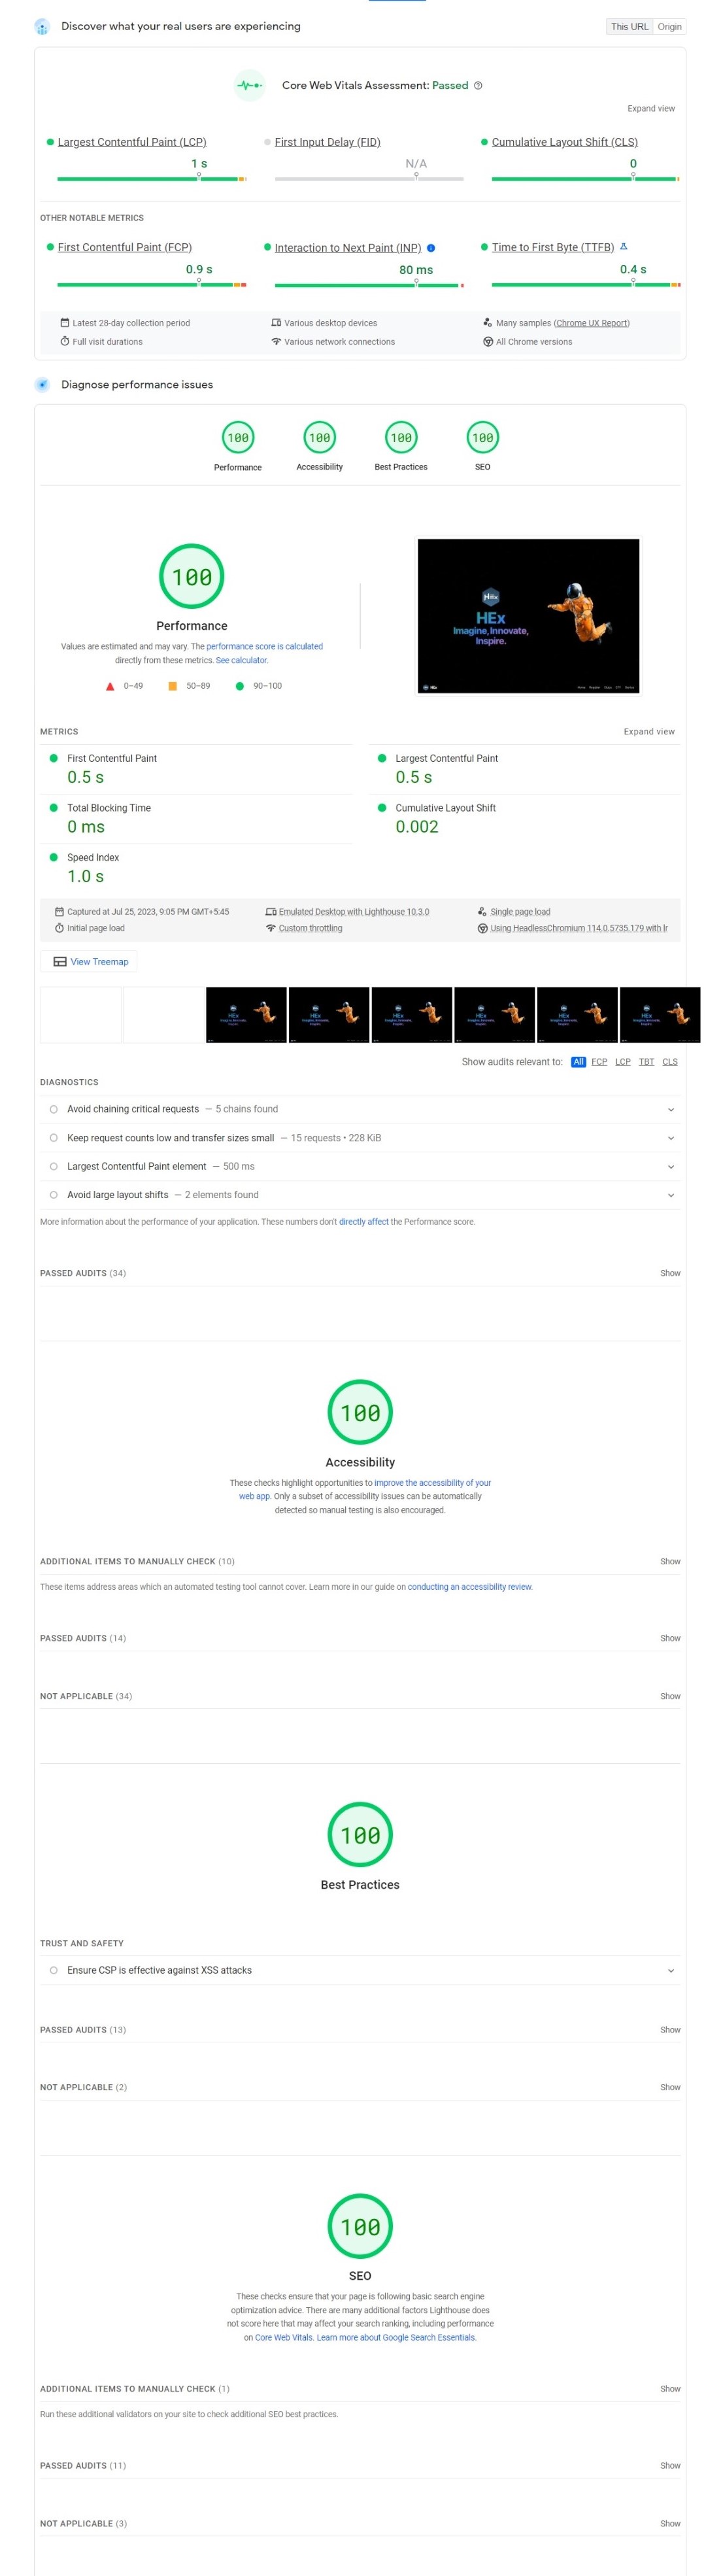 Discover what your real users are experiencing
This URL Origin
Core Web Vitals Assessment: Passed
Expand view
Largest Contentful Paint (LCP)
1 s
First Input Delay (FID)
N/A
Cumulative Layout Shift (CLS)
0
OTHER NOTABLE METRICS
First Contentful Paint (FCP)
0.9 s
Interaction to Next Paint (INP)
80 ms
Time to First Byte (TTFB)
0.4 s
Latest 28-day collection period
Various desktop devices
Many samples (Chrome UX Report)
Full visit durations
Various network connections
All Chrome versions
Diagnose performance issues
100
Performance
100
Accessibility
100
Best Practices
100
SEO
100
Performance
Values are estimated and may vary. The performance score is calculated
directly from these metrics. See calculator.
0–49 50–89 90–100
HEx
Imagine, Innovate,
Inspire.
METRICS
Expand view
First Contentful Paint
0.5 s
Largest Contentful Paint
0.5 s
Total Blocking Time
0 ms
Cumulative Layout Shift
0.002
Speed Index
1.0 s
Captured at Jul 25, 2023, 9:05 PM GMT+5:45
Emulated Desktop with Lighthouse 10.3.0
Single page load
Initial page load
Custom throttling
Using HeadlessChromium 114.0.5735.179 with lr
View Treemap
Show audits relevant to: All FCP LCP TBT CLS
DIAGNOSTICS
Avoid chaining critical requests — 5 chains found
Keep request counts low and transfer sizes small — 15 requests • 228 KiB
Largest Contentful Paint element — 500 ms
Avoid large layout shifts — 2 elements found
More information about the performance of your application. These numbers don't directly affect the Performance score.
PASSED AUDITS (34) Show
100
Accessibility
These checks highlight opportunities to improve the accessibility of your
web app. Only a subset of accessibility issues can be automatically
detected so manual testing is also encouraged.
ADDITIONAL ITEMS TO MANUALLY CHECK (10) Show
These items address areas which an automated testing tool cannot cover. Learn more in our guide on conducting an accessibility review.
PASSED AUDITS (14) Show
NOT APPLICABLE (34) Show
100
Best Practices
TRUST AND SAFETY
Ensure CSP is effective against XSS attacks
PASSED AUDITS (13) Show
NOT APPLICABLE (2) Show
100
SEO
These checks ensure that your page is following basic search engine
optimization advice. There are many additional factors Lighthouse does
not score here that may affect your search ranking, including performance
on Core Web Vitals. Learn more about Google Search Essentials.
ADDITIONAL ITEMS TO MANUALLY CHECK (1) Show
Run these additional validators on your site to check additional SEO best practices.
PASSED AUDITS (11) Show
NOT APPLICABLE (3) Show